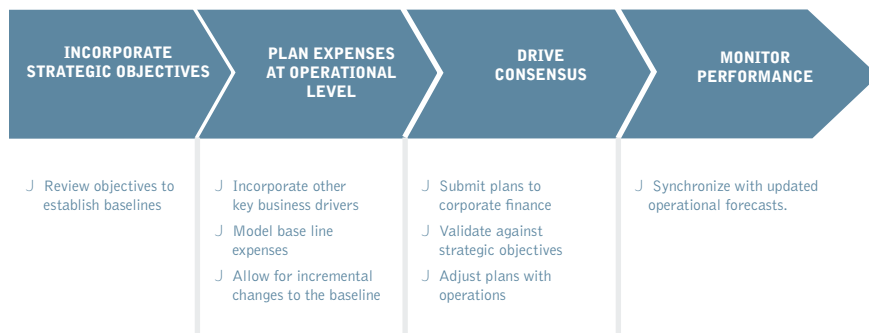 INCORPORATE
STRATEGIC OBJECTIVES
PLAN EXPENSES
AT OPERATIONAL
LEVEL
DRIVE
CONSENSUS
MONITOR
PERFORMANCE
Review objectives to
establish baselines
Incorporate other
key business drivers
Model base line
expenses
Allow for incremental
changes to the baseline
Submit plans to
corporate finance
Validate against
strategic objectives
Adjust plans with
operations
Synchronize with updated
operational forecasts.